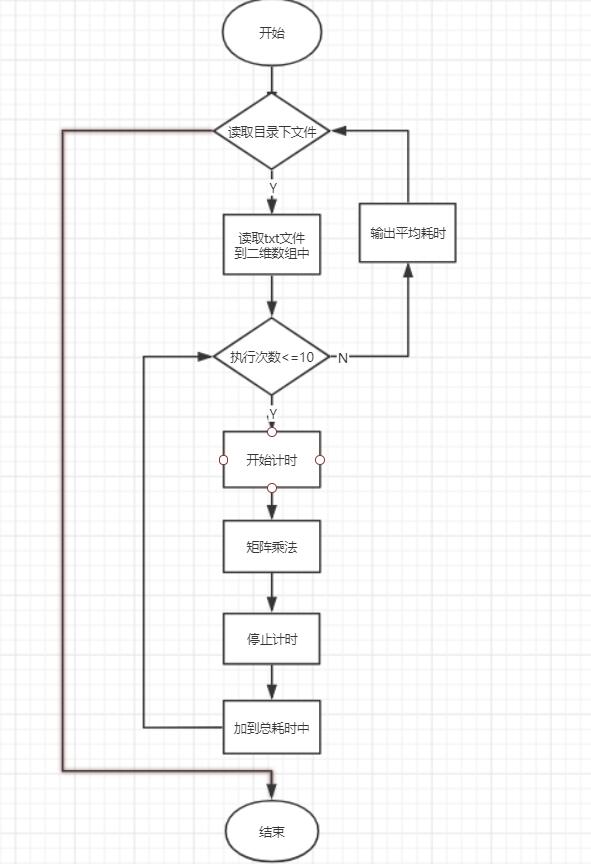 开始
读取目录下文件
Y
读取txt文件
到二维数组中
输出平均耗时
执行次数<=10
N
Y
开始计时
矩阵乘法
停止计时
加到总耗时中
结束